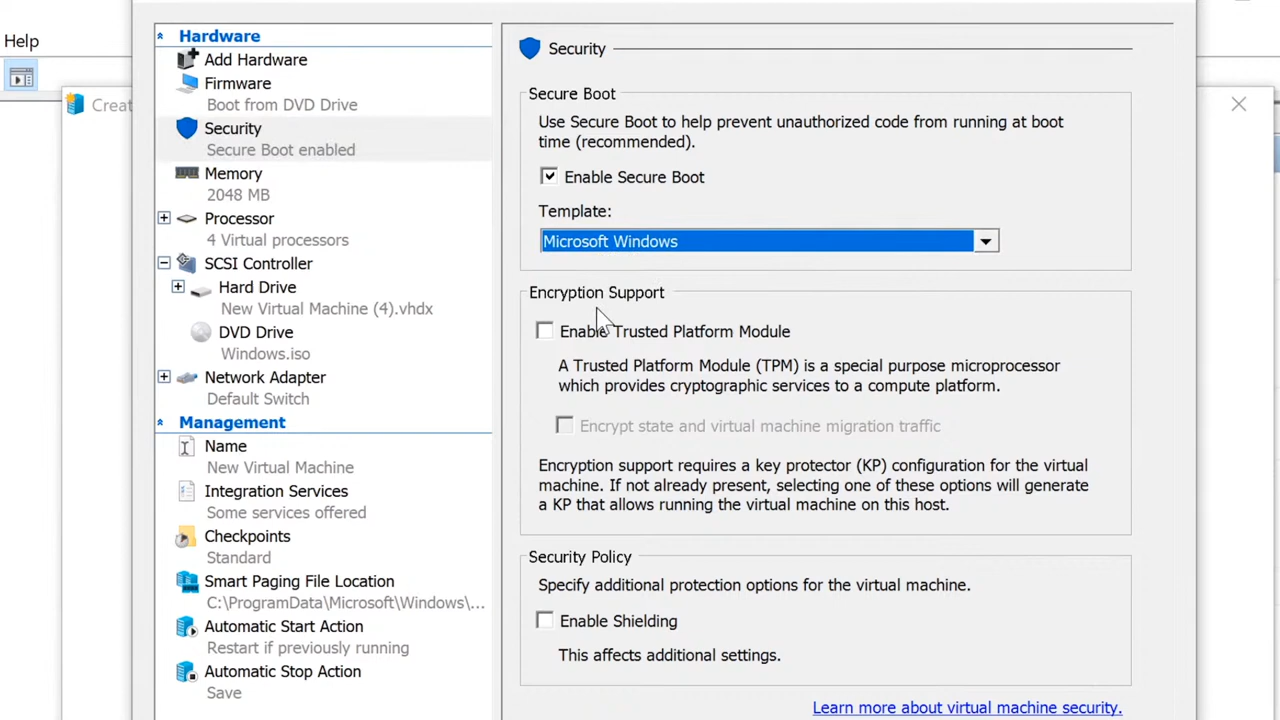 Help
Creat
Hardware
Add Hardware
Firmware
Boot from DVD Drive
Security
Secure Boot enabled
Memory
2048 MB
Processor
4 Virtual processors
SCSI Controller
Hard Drive
New Virtual Machine (4).vhdx
DVD Drive
Windows.iso
Network Adapter
Default Switch
Management
Name
New Virtual Machine
Integration Services
Some services offered
Checkpoints
Standard
Smart Paging File Location
C:\ProgramData\Microsoft\Windows\...
Automatic Start Action
Restart if previously running
Automatic Stop Action
Save
Security
Secure Boot
Use Secure Boot to help prevent unauthorized code from running at boot
time (recommended).
Enable Secure Boot
Template:
Microsoft Windows
Encryption Support
Enable Trusted Platform Module
A Trusted Platform Module (TPM) is a special purpose microprocessor
which provides cryptographic services to a compute platform.
Encrypt state and virtual machine migration traffic
Encryption support requires a key protector (KP) configuration for the virtual
machine. If not already present, selecting one of these options will generate
a KP that allows running the virtual machine on this host.
Security Policy
Specify additional protection options for the virtual machine.
Enable Shielding
This affects additional settings.
Learn more about virtual machine security.